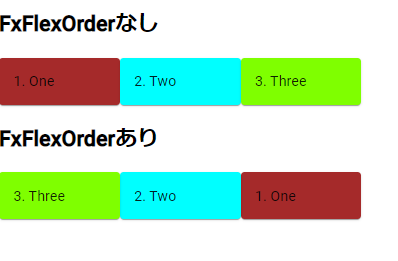 FxFlexOrderなし
1. One 2. Two 3. Three
FxFlexOrderあり
3. Three 2. Two 1. One